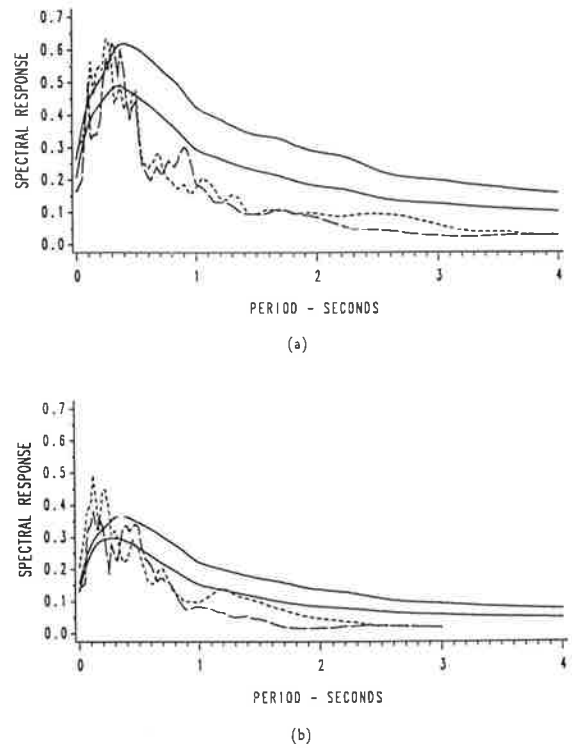 SPECTRAL RESPONSE
0.7
0.6
0.5
0.4
0.3
0.2
0.1
0.0
0 1 2 3 4
PERIOD - SECONDS
(a)
SPECTRAL RESPONSE
0.7
0.6
0.5
0.4
0.3
0.2
0.1
0.0
0 1 2 3 4
PERIOD - SECONDS
(b)